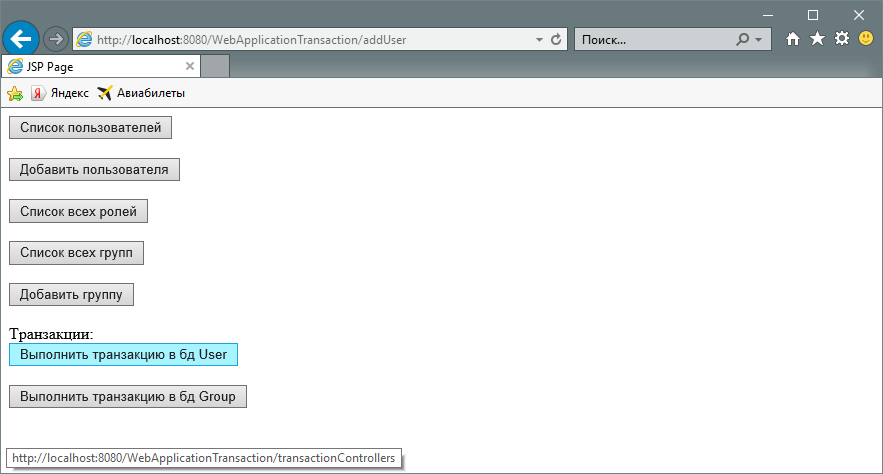 http://localhost:8080/WebApplicationTransaction/addUser
Поиск...
JSP Page
Яндекс
Авиабилеты
Список пользователей
Добавить пользователя
Список всех ролей
Список всех групп
Добавить группу
Транзакции:
Выполнить транзакцию в бд User
Выполнить транзакцию в бд Group
http://localhost:8080/WebApplicationTransaction/transactionControllers